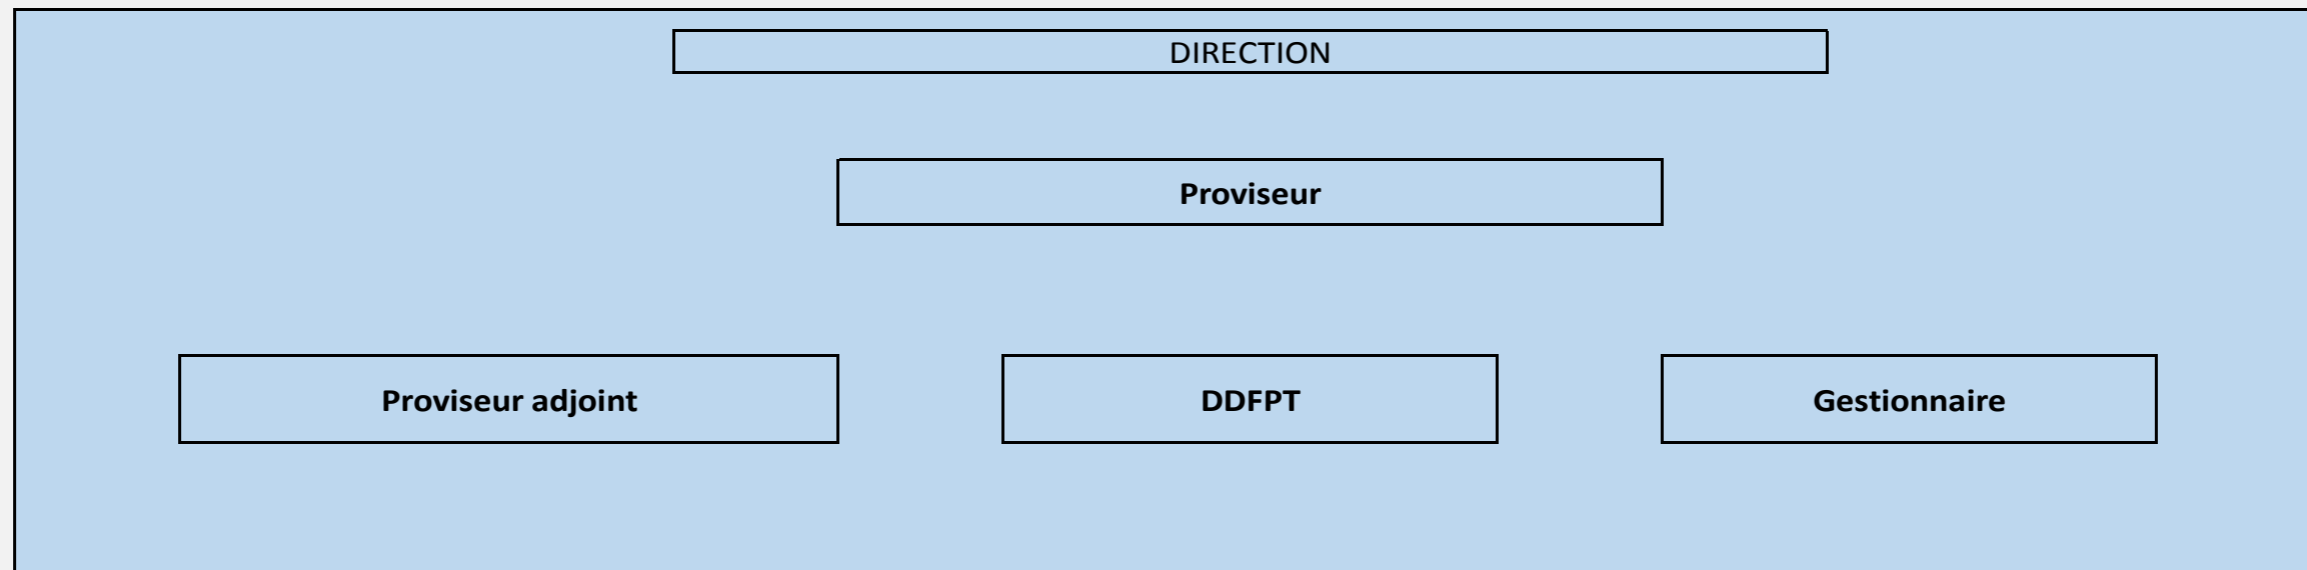 DIRECTION
Proviseur
Proviseur adjoint
DDFPT
Gestionnaire